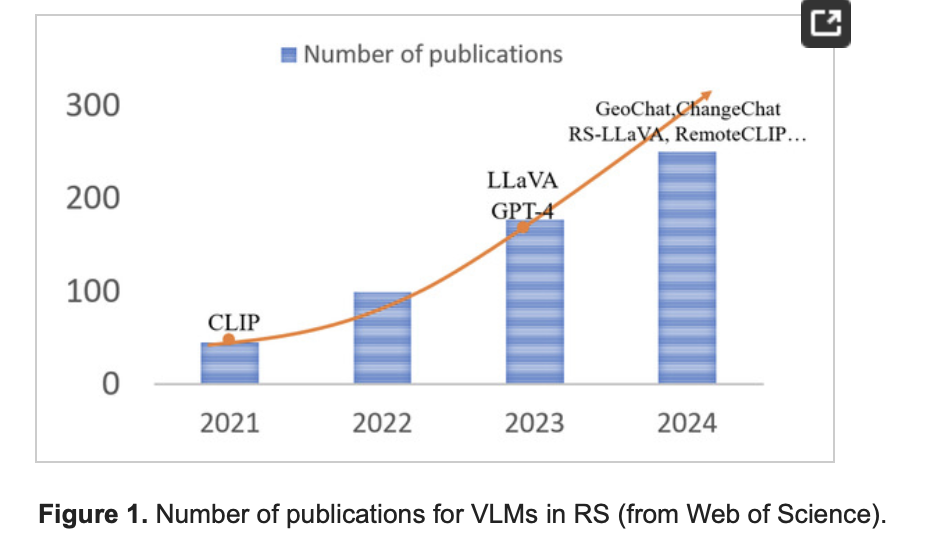 Number of publications
300
GeoChat,ChangeChat
RS-LLaVA, RemoteCLIP…
LLaVA
200
GPT-4
100
CLIP
0
2021 2022 2023 2024
Figure 1. Number of publications for VLMs in RS (from Web of Science).